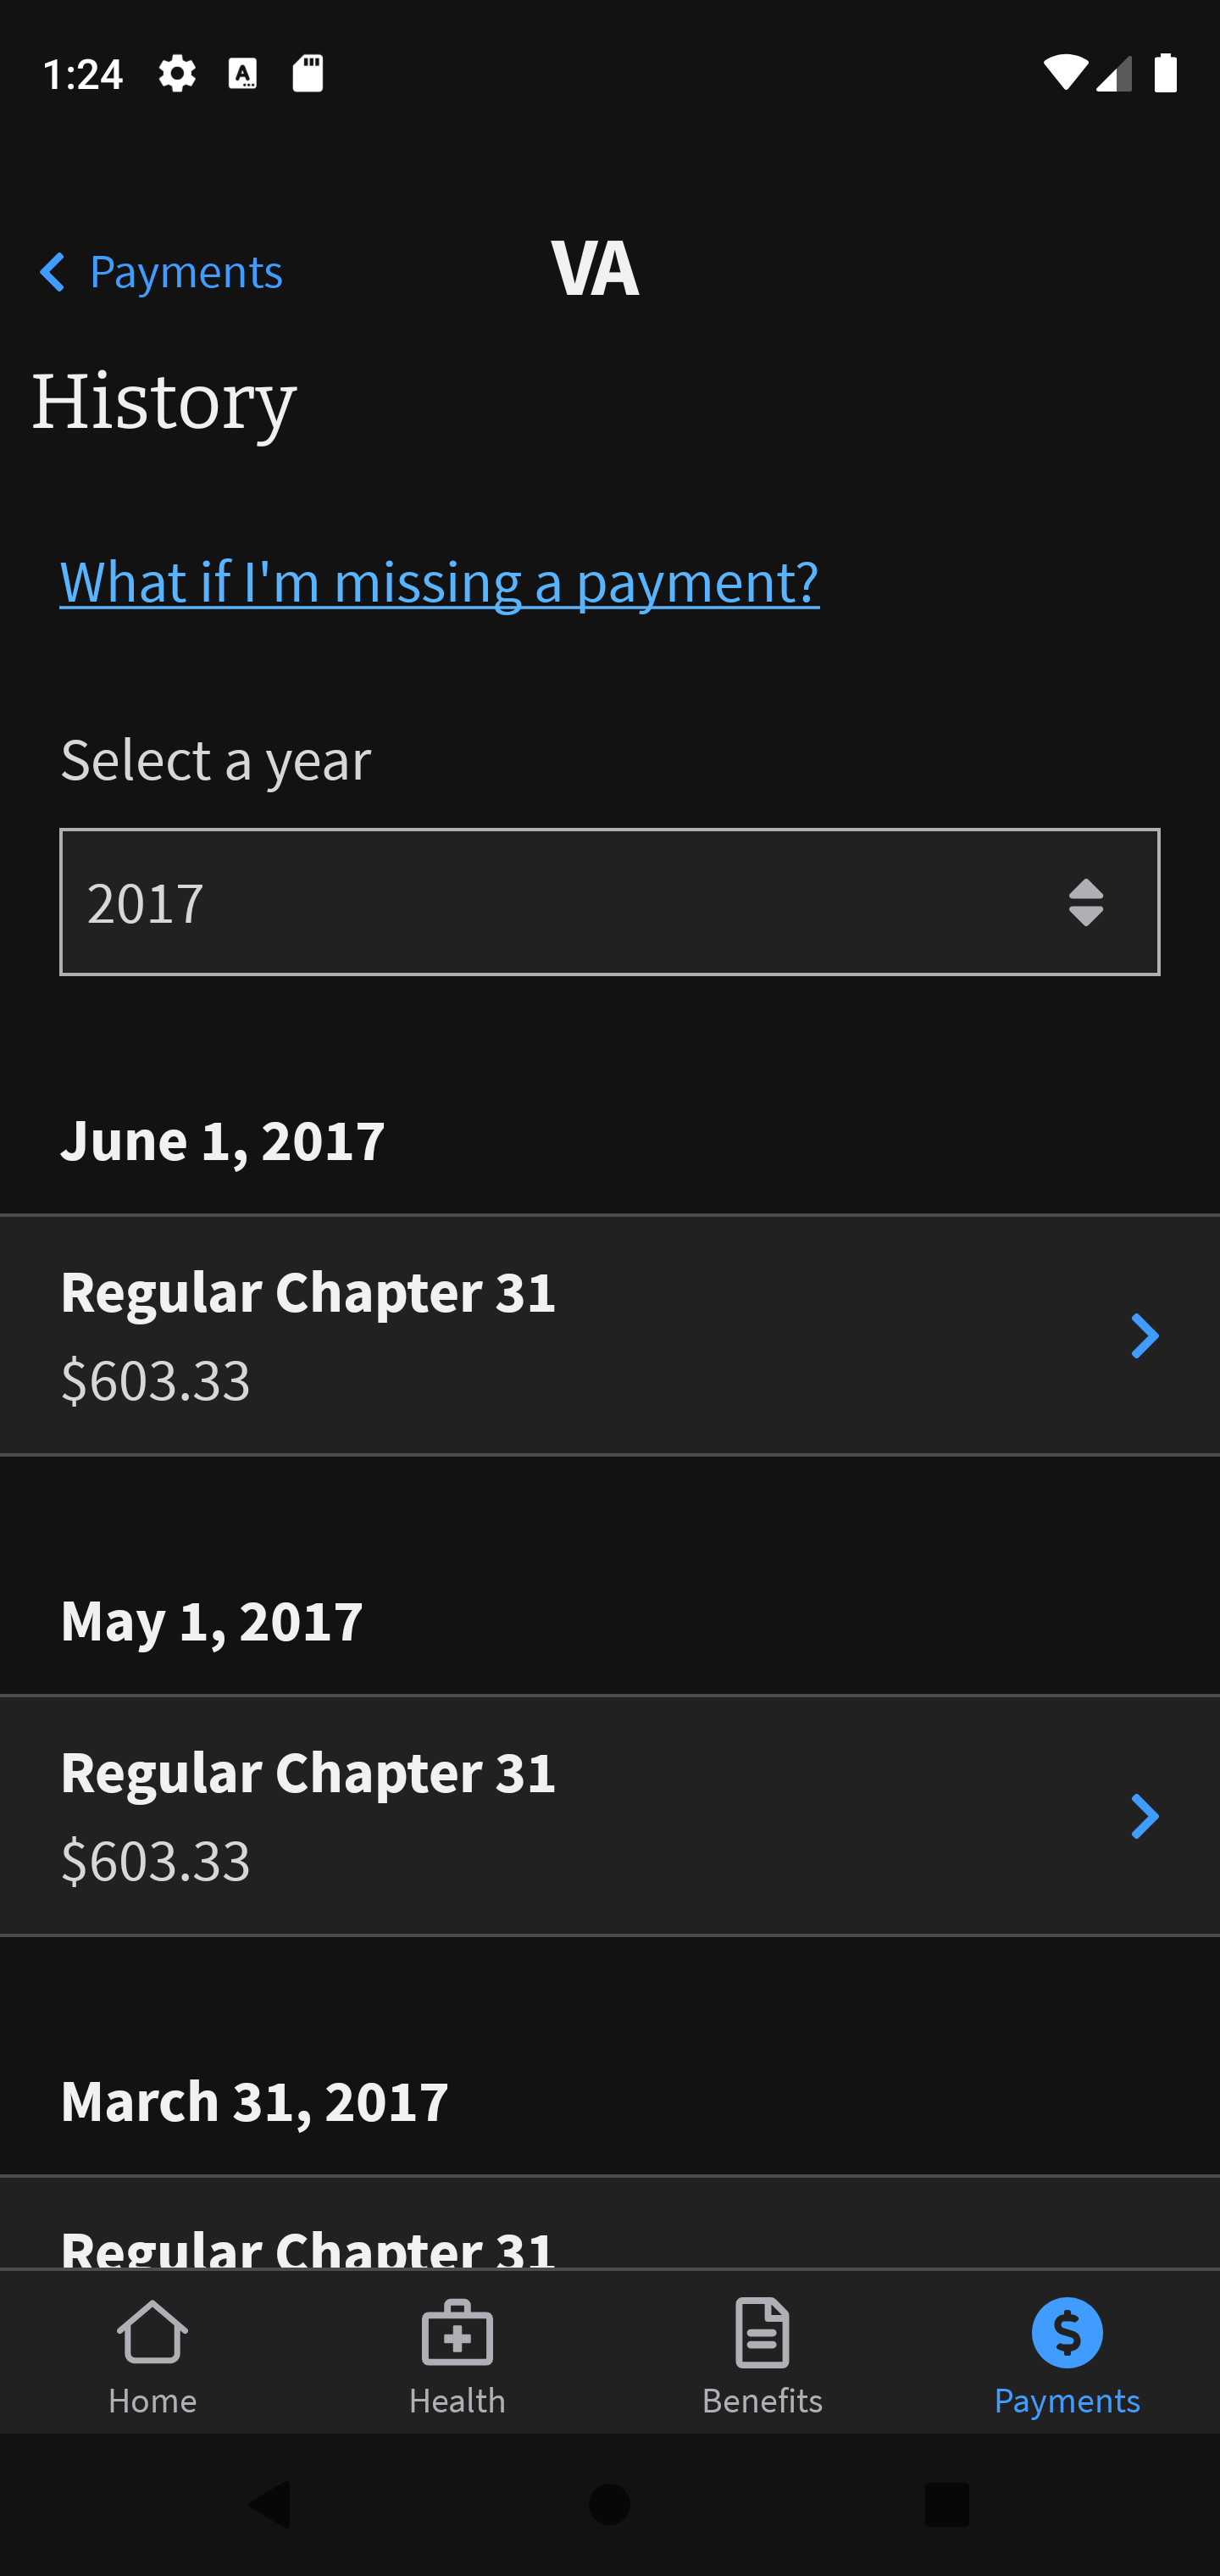 1:24
Payments
VA
History
What if I'm missing a payment?
Select a year
2017
June 1, 2017
Regular Chapter 31
$603.33
May 1, 2017
Regular Chapter 31
$603.33
March 31, 2017
Regular Chapter 31
Home
Health
Benefits
Payments